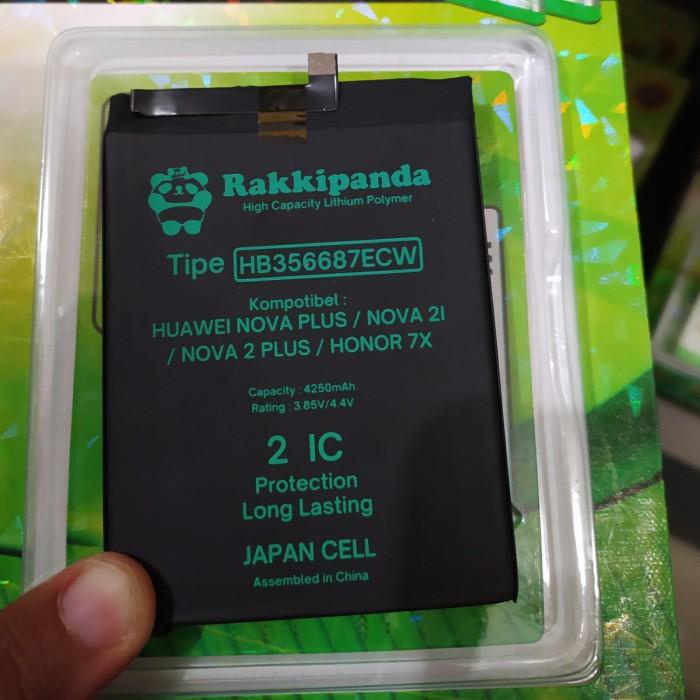 Rakkipanda
High Capacity Lithium Polymer
Tipe HB356687ECW
Kompotibel :
HUAWEI NOVA PLUS / NOVA 2I
/ NOVA 2 PLUS / HONOR 7X
Capacity : 4250mAh
Rating : 3.85V/4.4V
2 IC
Protection
Long Lasting
JAPAN CELL
Assembled in China